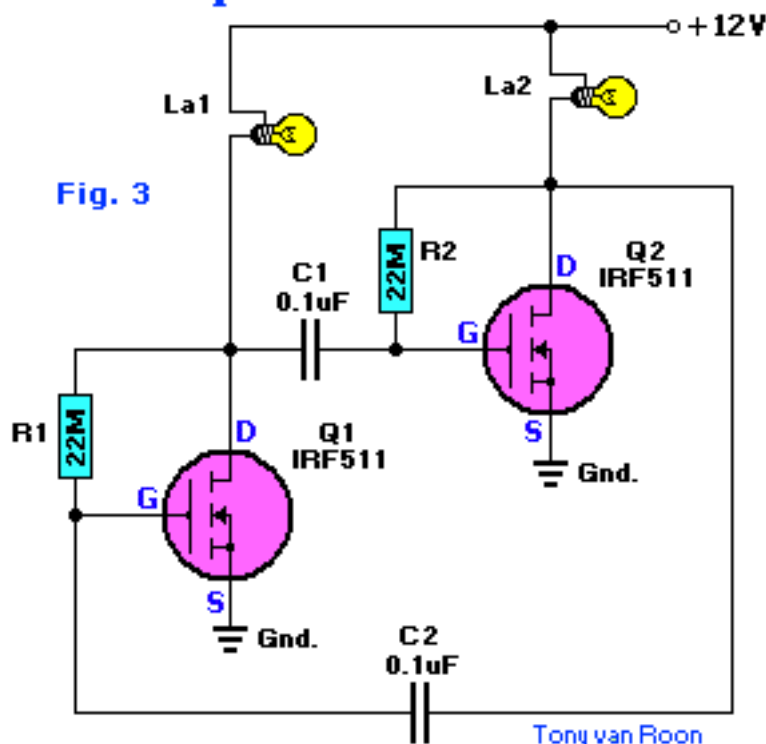 +12V
La1
La2
Fig. 3
R2
22M
Q2
IRF511
C1
0.1uF
D
G
S
Gnd.
R1
22M
D
Q1
IRF511
G
S
Gnd.
C2
0.1uF
Tony van Roon